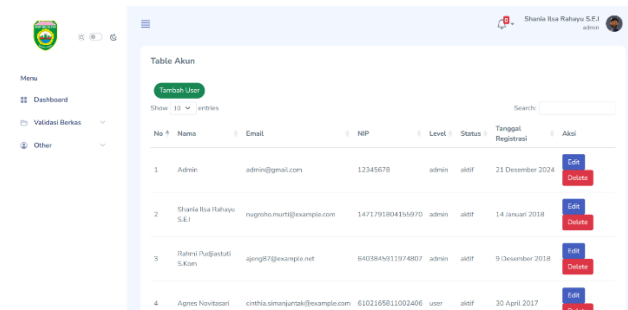 Shania Ilsa Rahayu S.E.I
admin
Menu
Dashboard
Validasi Berkas
Other
Table Akun
Tambah User
Show 10 entries
Search:
No Nama Email NIP Level Status Tanggal Registrasi Aksi
1 Admin admin@gmail.com 12345678 admin aktif 21 Desember 2024 Edit
Delete
2 Shania Ilsa Rahayu S.E.I nugroho.murti@example.com 1471791804155970 admin aktif 14 Januari 2018 Edit
Delete
3 Rahmi Pudjiastuti S.Kom ajeng87@example.net 6403845911974807 admin aktif 9 Desember 2018 Edit
Delete
4 Agnes Novitasari cinthia.simanjuntak@example.com 6102165811002406 user aktif 30 April 2017 Edit
Delete